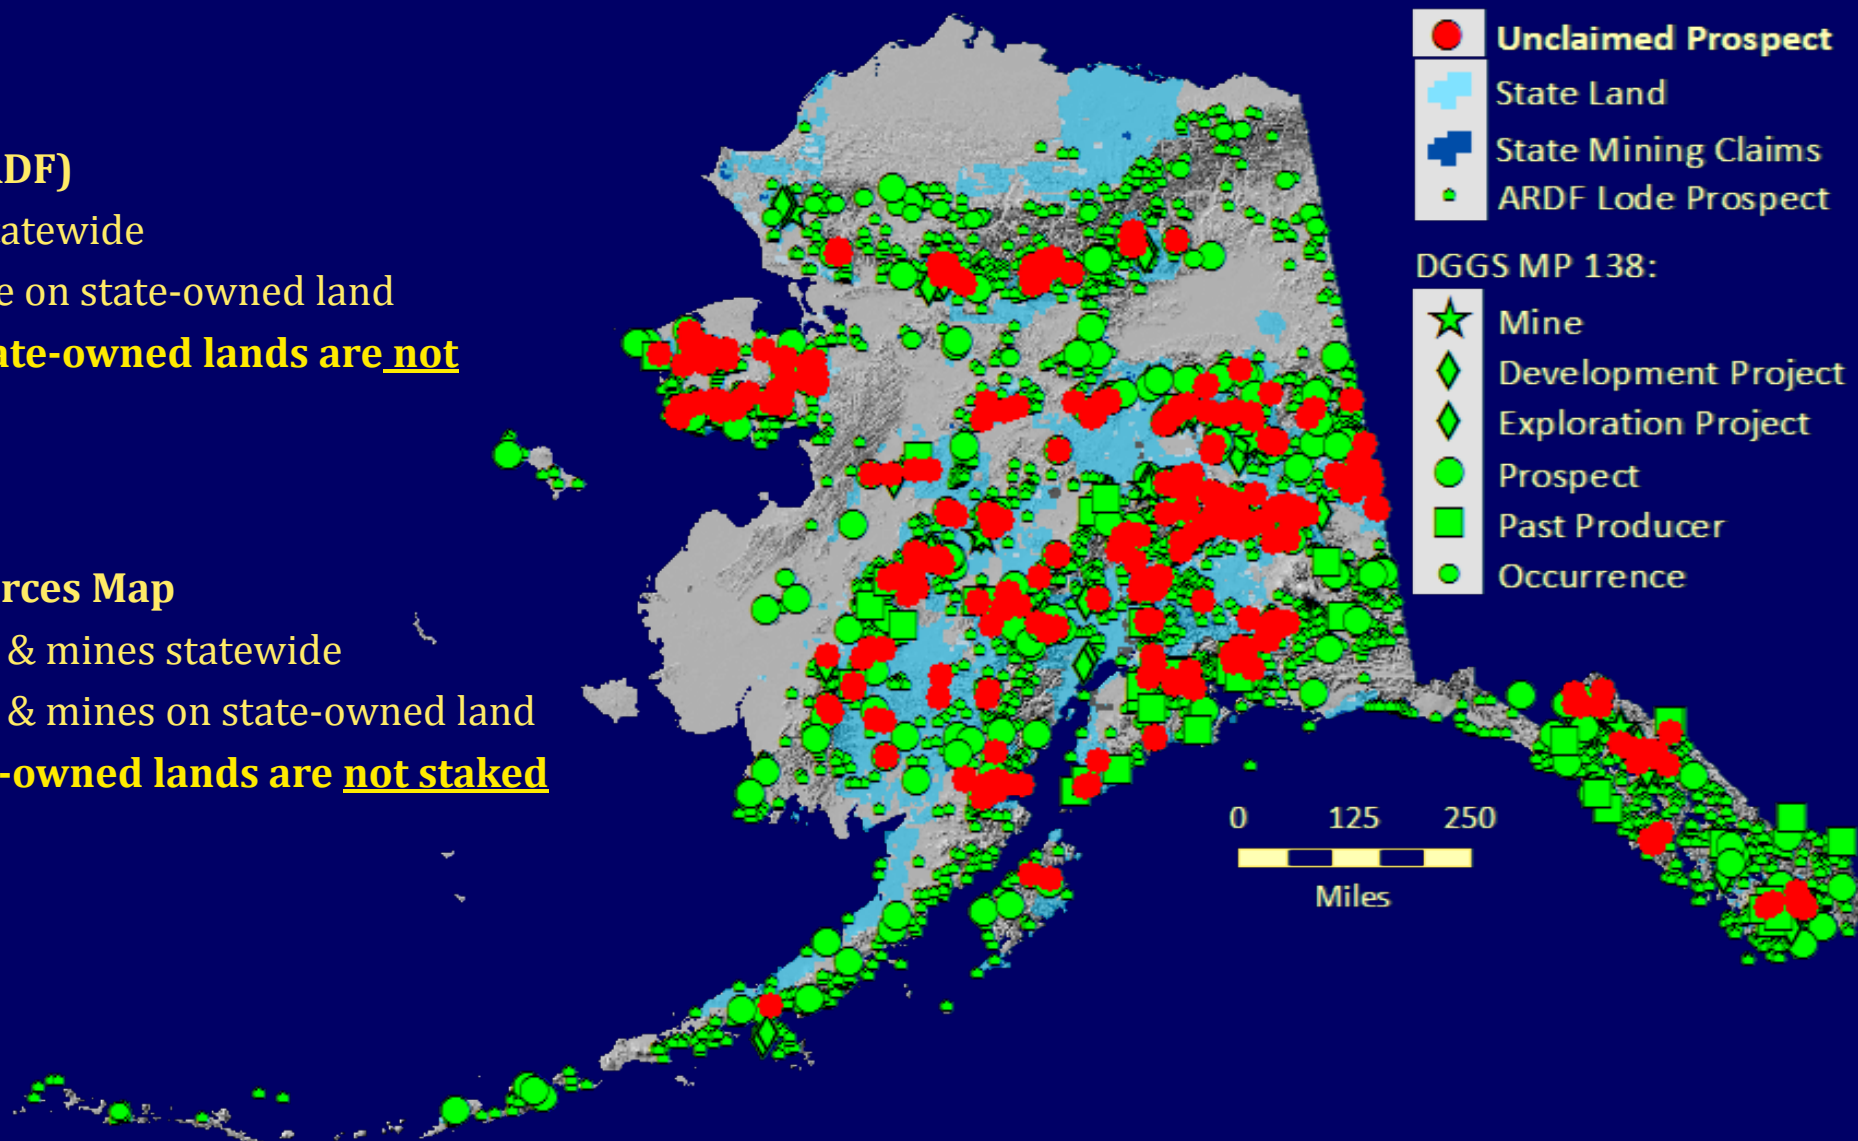 RDF)
atewide
e on state-owned land
ate-owned lands are not
rces Map
& mines statewide
& mines on state-owned land
-owned lands are not staked
Unclaimed Prospect
State Land
State Mining Claims
ARDF Lode Prospect
DGGS MP 138:
Mine
Development Project
Exploration Project
Prospect
Past Producer
Occurrence
0 125 250
Miles